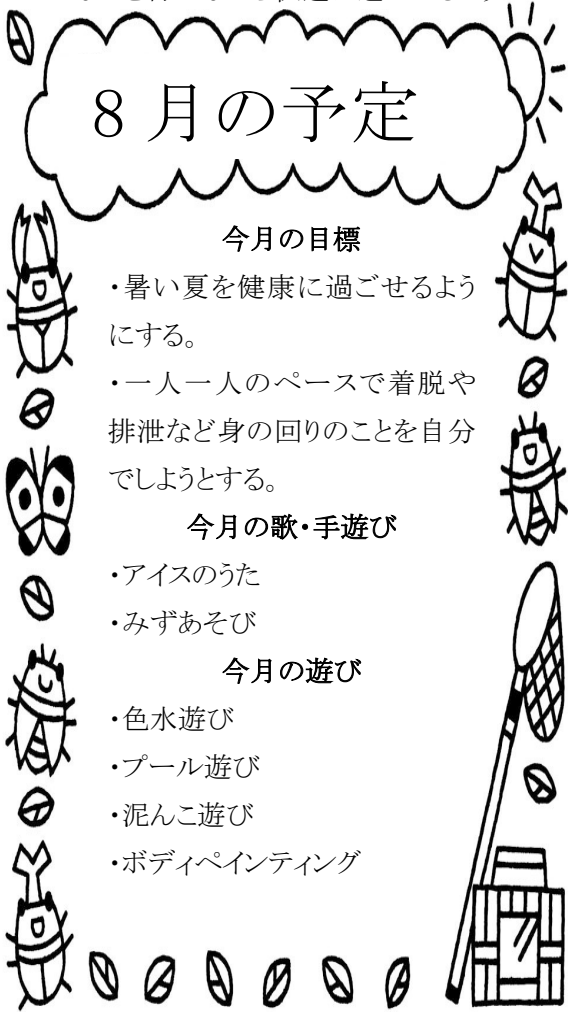 8月の予定
今月の目標
・暑い夏を健康に過ごせるよう
にする。
・一人一人のペースで着脱や
排泄など身の回りのことを自分
でしようとする。
今月の歌・手遊び
・アイスのうた
・みずあそび
今月の遊び
・色水遊び
・プール遊び
・泥んこ遊び
・ボディペインティング